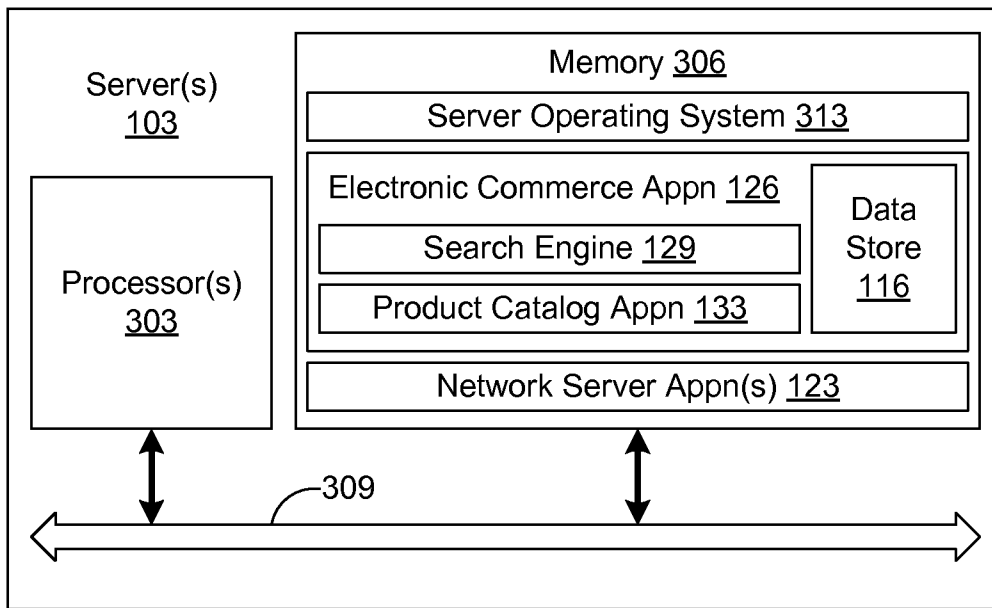 Server(s)
103
Processor(s)
303
Memory 306
Server Operating System 313
Electronic Commerce Appn 126
Search Engine 129
Product Catalog Appn 133
Data
Store
116
Network Server Appn(s) 123
309